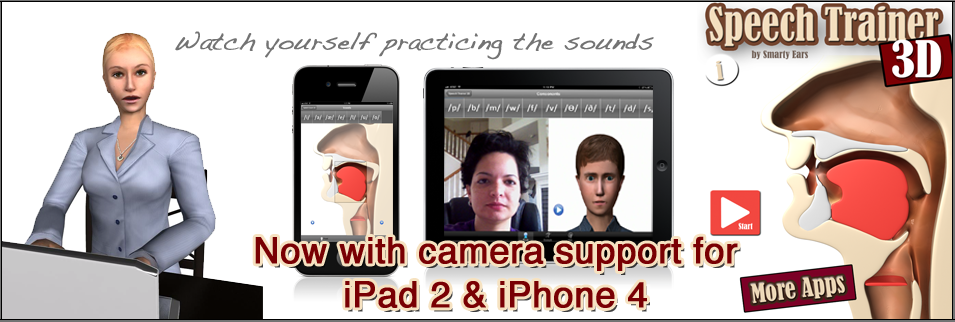 Watch yourself practicing the sounds
Speech Trainer
3D
by Smarty Ears
i
/p/ /b/ /m/ /w/ /f/ /v/ /θ/ /ð/ /t/ /d/ /s,
Start
Now with camera support for
iPad 2 & iPhone 4
More Apps